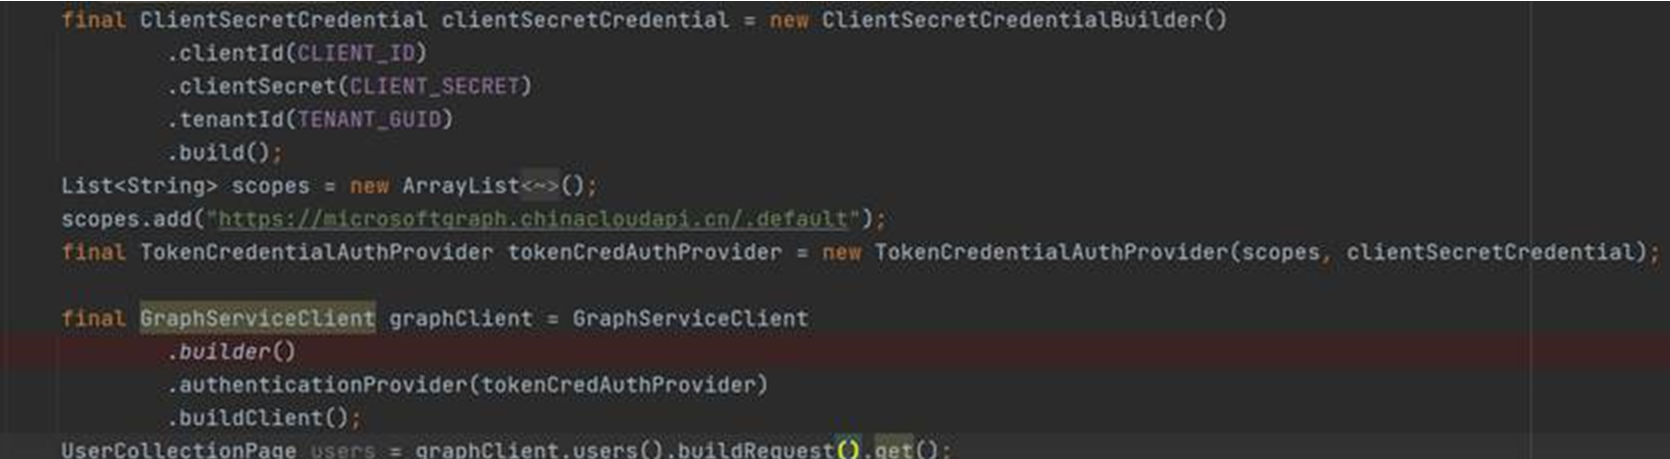 final ClientSecretCredential clientSecretCredential = new ClientSecretCredentialBuilder()
.clientId(CLIENT_ID)
.clientSecret(CLIENT_SECRET)
.tenantId(TENANT_GUID)
.build();
List<String> scopes = new ArrayList<~>();
scopes.add("https://microsoftgraph.chinacloudapi.cn/.default");
final TokenCredentialAuthProvider tokenCredAuthProvider = new TokenCredentialAuthProvider(scopes, clientSecretCredential);
final GraphServiceClient graphClient = GraphServiceClient
.builder()
.authenticationProvider(tokenCredAuthProvider)
.buildClient();
UserCollectionPage users = graphClient.users().buildRequest().get();